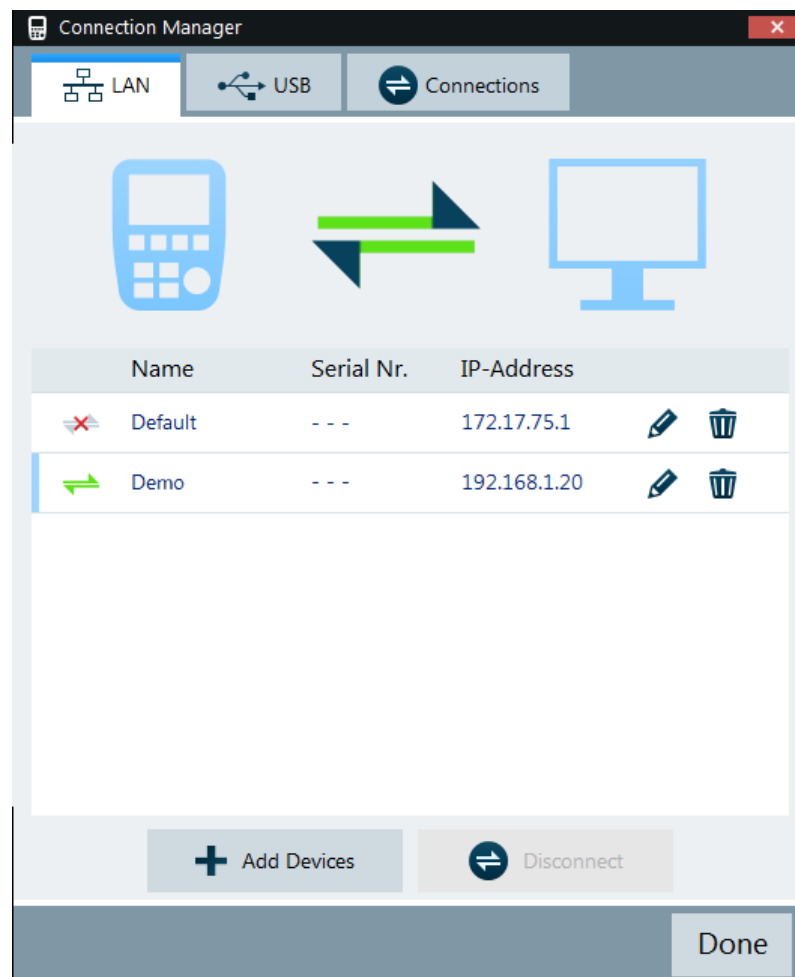 Connection Manager
LAN USB Connections
Name Serial Nr. IP-Address
Default - - - 172.17.75.1
Demo - - - 192.168.1.20
Add Devices Disconnect
Done